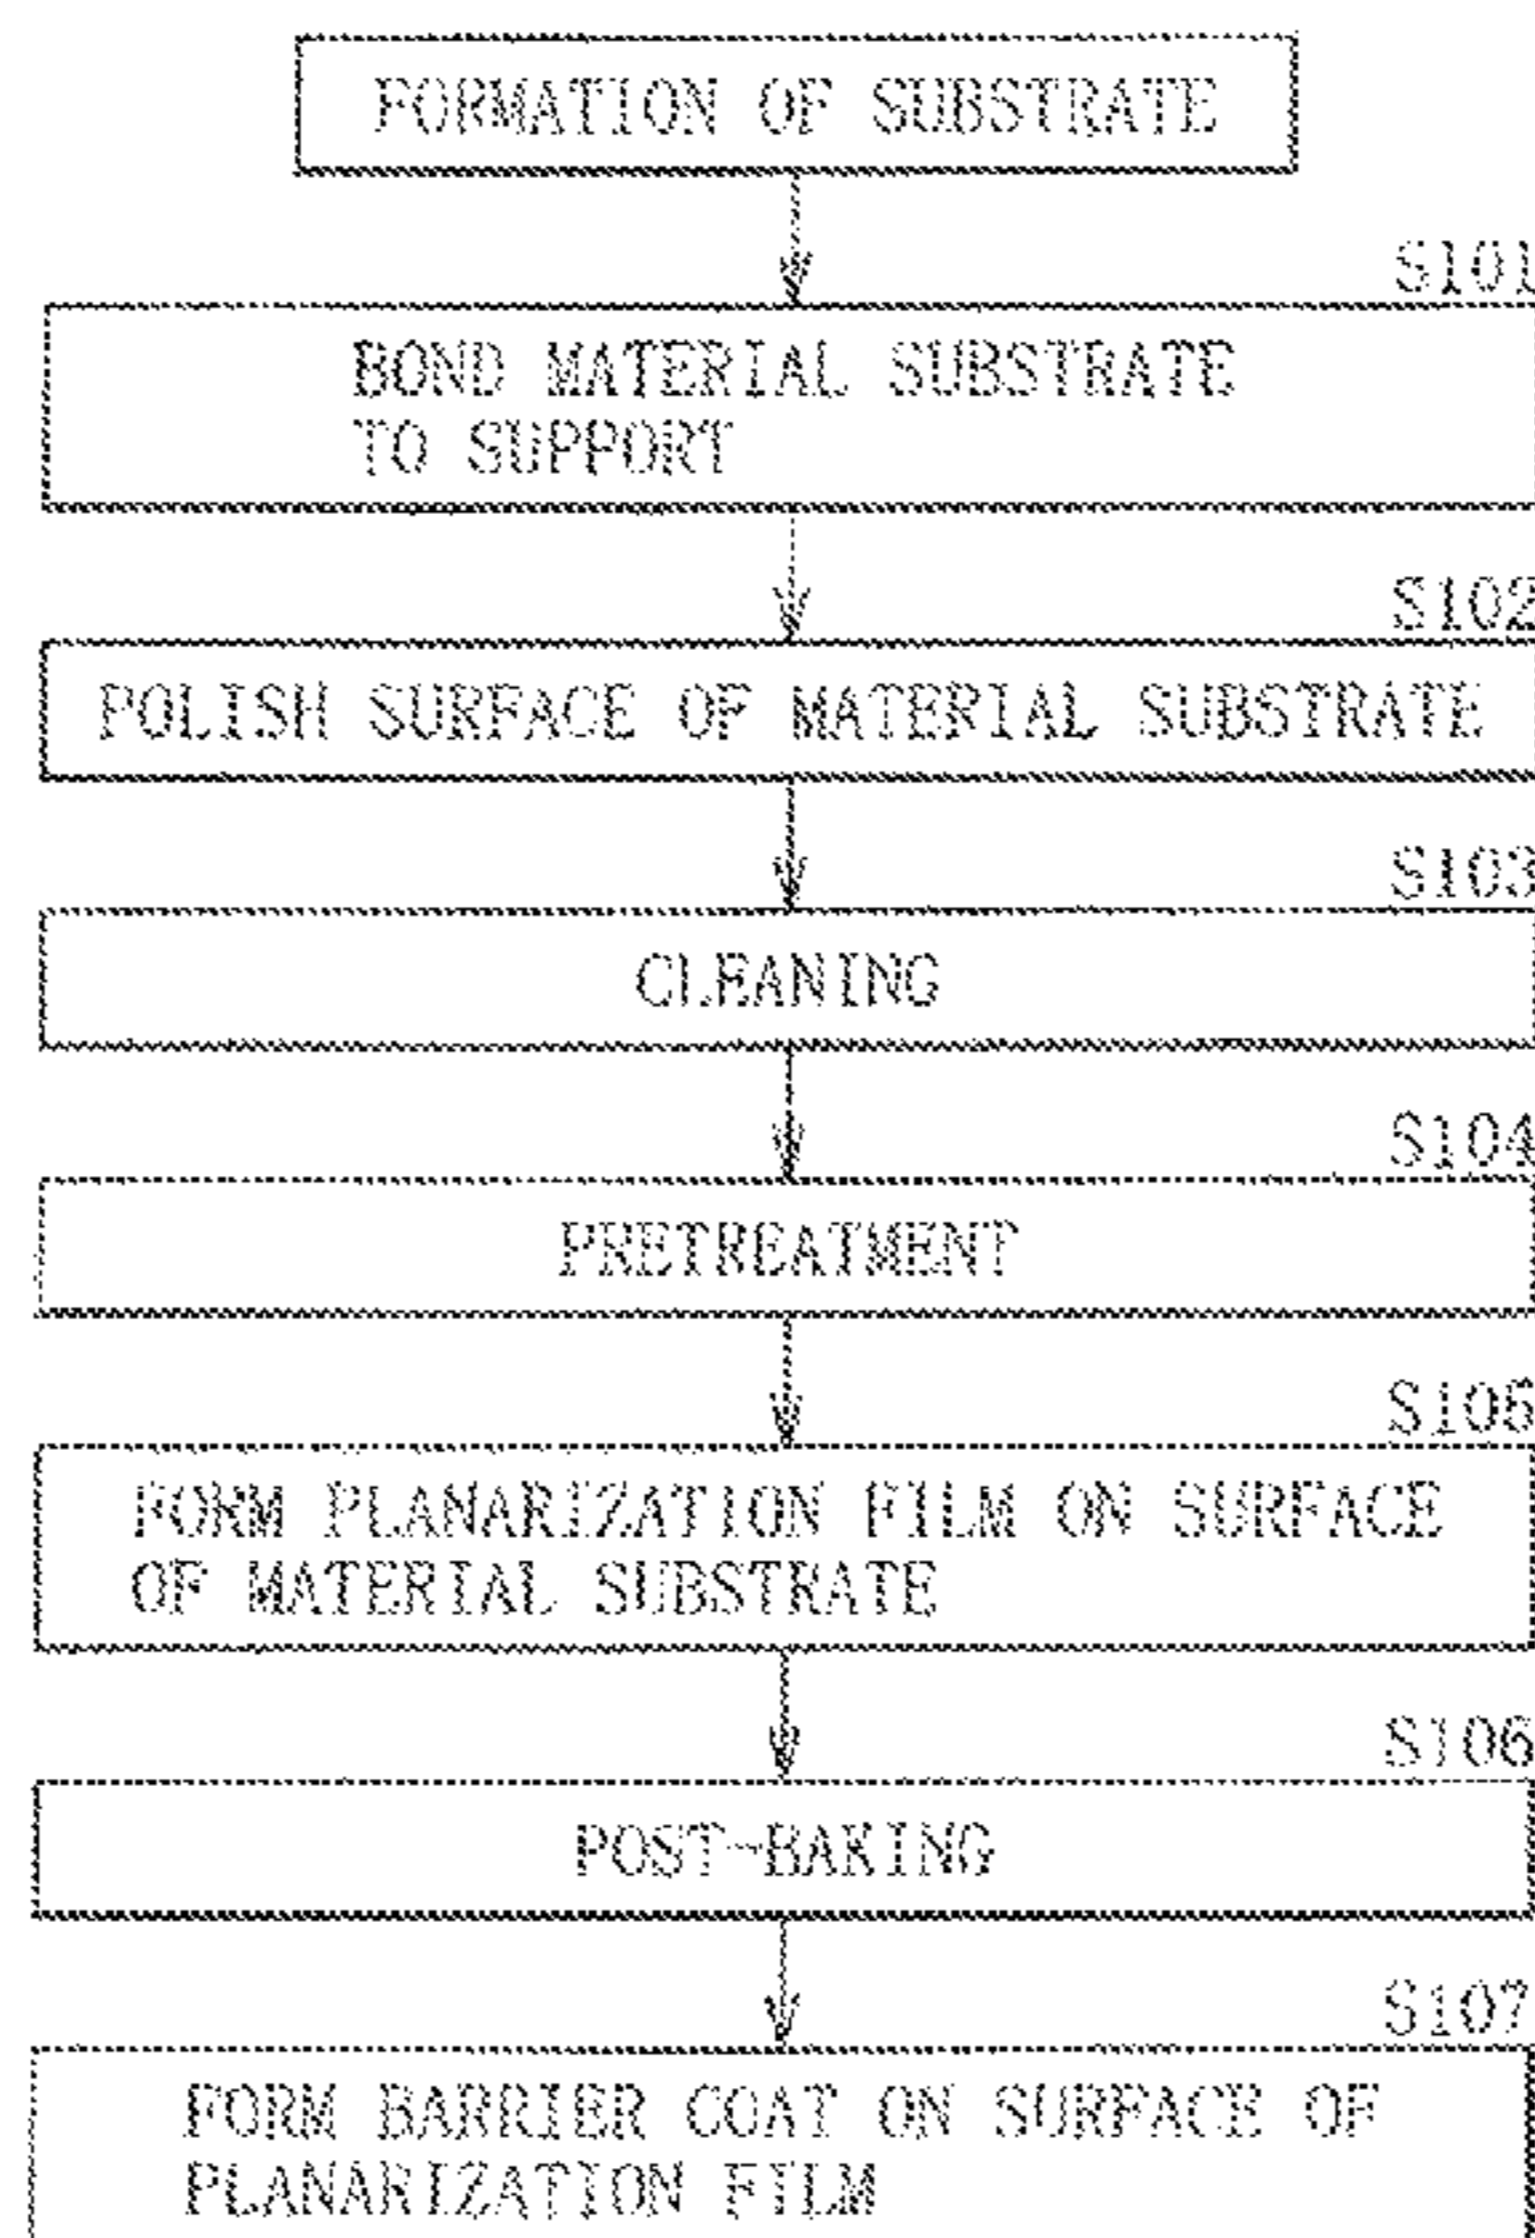 FORMATION OF SUBSTRATE
S101
BOND MATERIAL SUBSTRATE
TO SUPPORT
S102
POLISH SURFACE OF MATERIAL SUBSTRATE
S103
CLEANING
S104
PRETREATMENT
S105
FORM PLANARIZATION FILM ON SURFACE
OF MATERIAL SUBSTRATE
S106
POST-BAKING
S107
FORM BARRIER COAT ON SURFACE OF
PLANARIZATION FILM